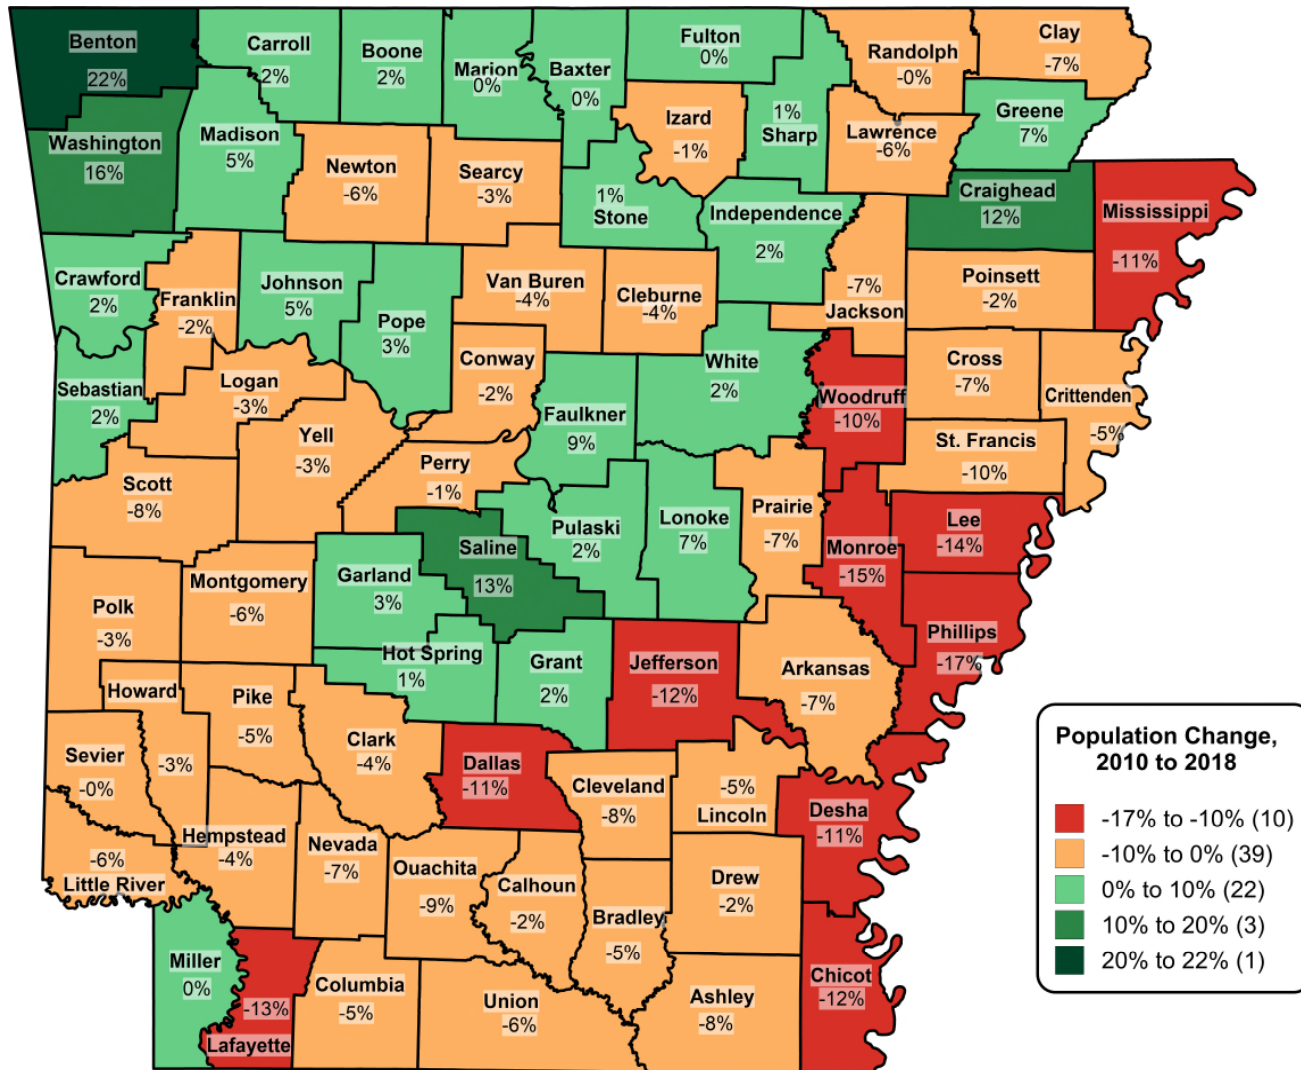 Benton
22%
Carroll
2%
Boone
2%
Marion
0%
Baxter
0%
Fulton
0%
Randolph
-0%
Clay
-7%
Washington
16%
Madison
5%
Newton
-6%
Searcy
-3%
Izard
-1%
1%
Sharp
Lawrence
-6%
Greene
7%
1%
Stone
Independence
2%
Craighead
12%
Mississippi
-11%
Crawford
2%
Franklin
-2%
Johnson
5%
Pope
3%
Van Buren
-4%
Cleburne
-4%
-7%
Jackson
Poinsett
-2%
Sebastian
2%
Logan
-3%
Conway
-2%
White
2%
Woodruff
-10%
Cross
-7%
Crittenden
-5%
Yell
-3%
Faulkner
9%
St. Francis
-10%
Scott
-8%
Perry
-1%
Pulaski
2%
Lonoke
7%
Prairie
-7%
Monroe
-15%
Lee
-14%
Saline
13%
Garland
3%
Montgomery
-6%
Polk
-3%
Phillips
-17%
Hot Spring
1%
Grant
2%
Jefferson
-12%
Arkansas
-7%
Howard
-3%
Pike
-5%
Clark
-4%
Dallas
-11%
Cleveland
-8%
-5%
Lincoln
Desha
-11%
Sevier
-0%
Hempstead
-4%
Nevada
-7%
Ouachita
-9%
Calhoun
-2%
Bradley
-5%
Drew
-2%
-6%
Little River
Miller
0%
-13%
Lafayette
Columbia
-5%
Union
-6%
Ashley
-8%
Chicot
-12%
Population Change,
2010 to 2018
-17% to -10% (10)
-10% to 0% (39)
0% to 10% (22)
10% to 20% (3)
20% to 22% (1)